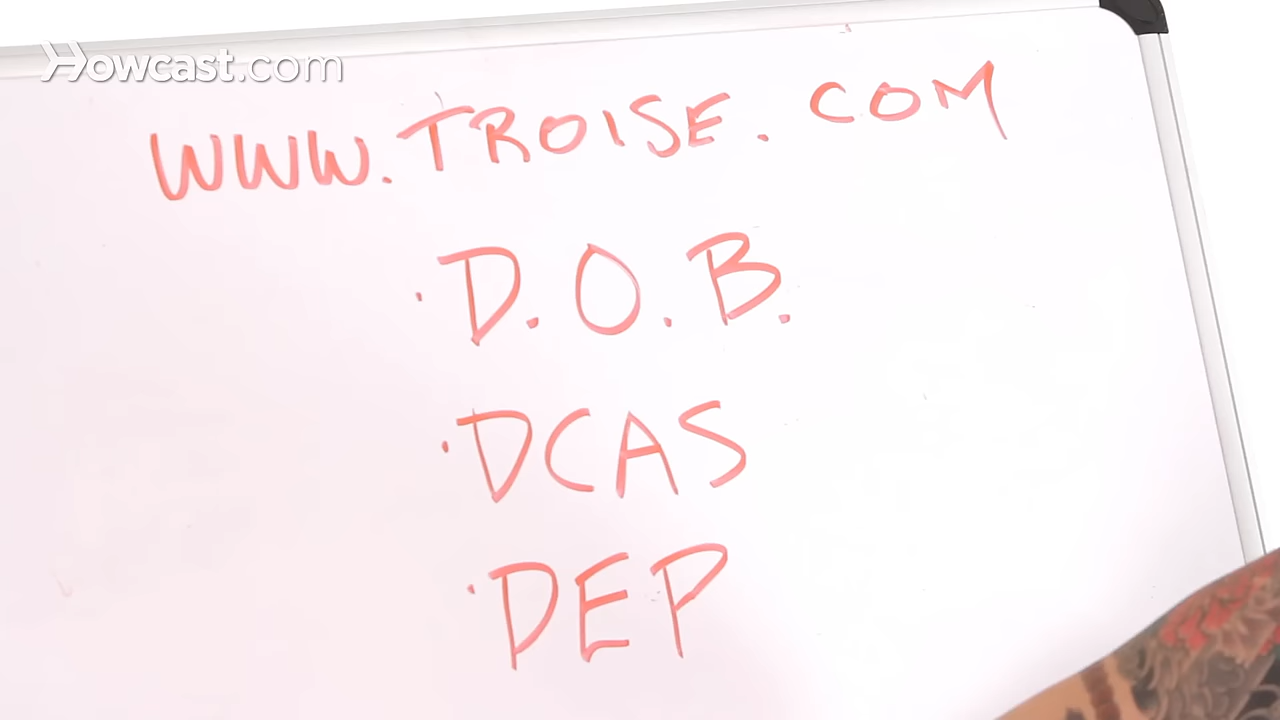 Howcast.com
WWW.TROISE.COM
· D.O.B.
· DCAS
· DEP